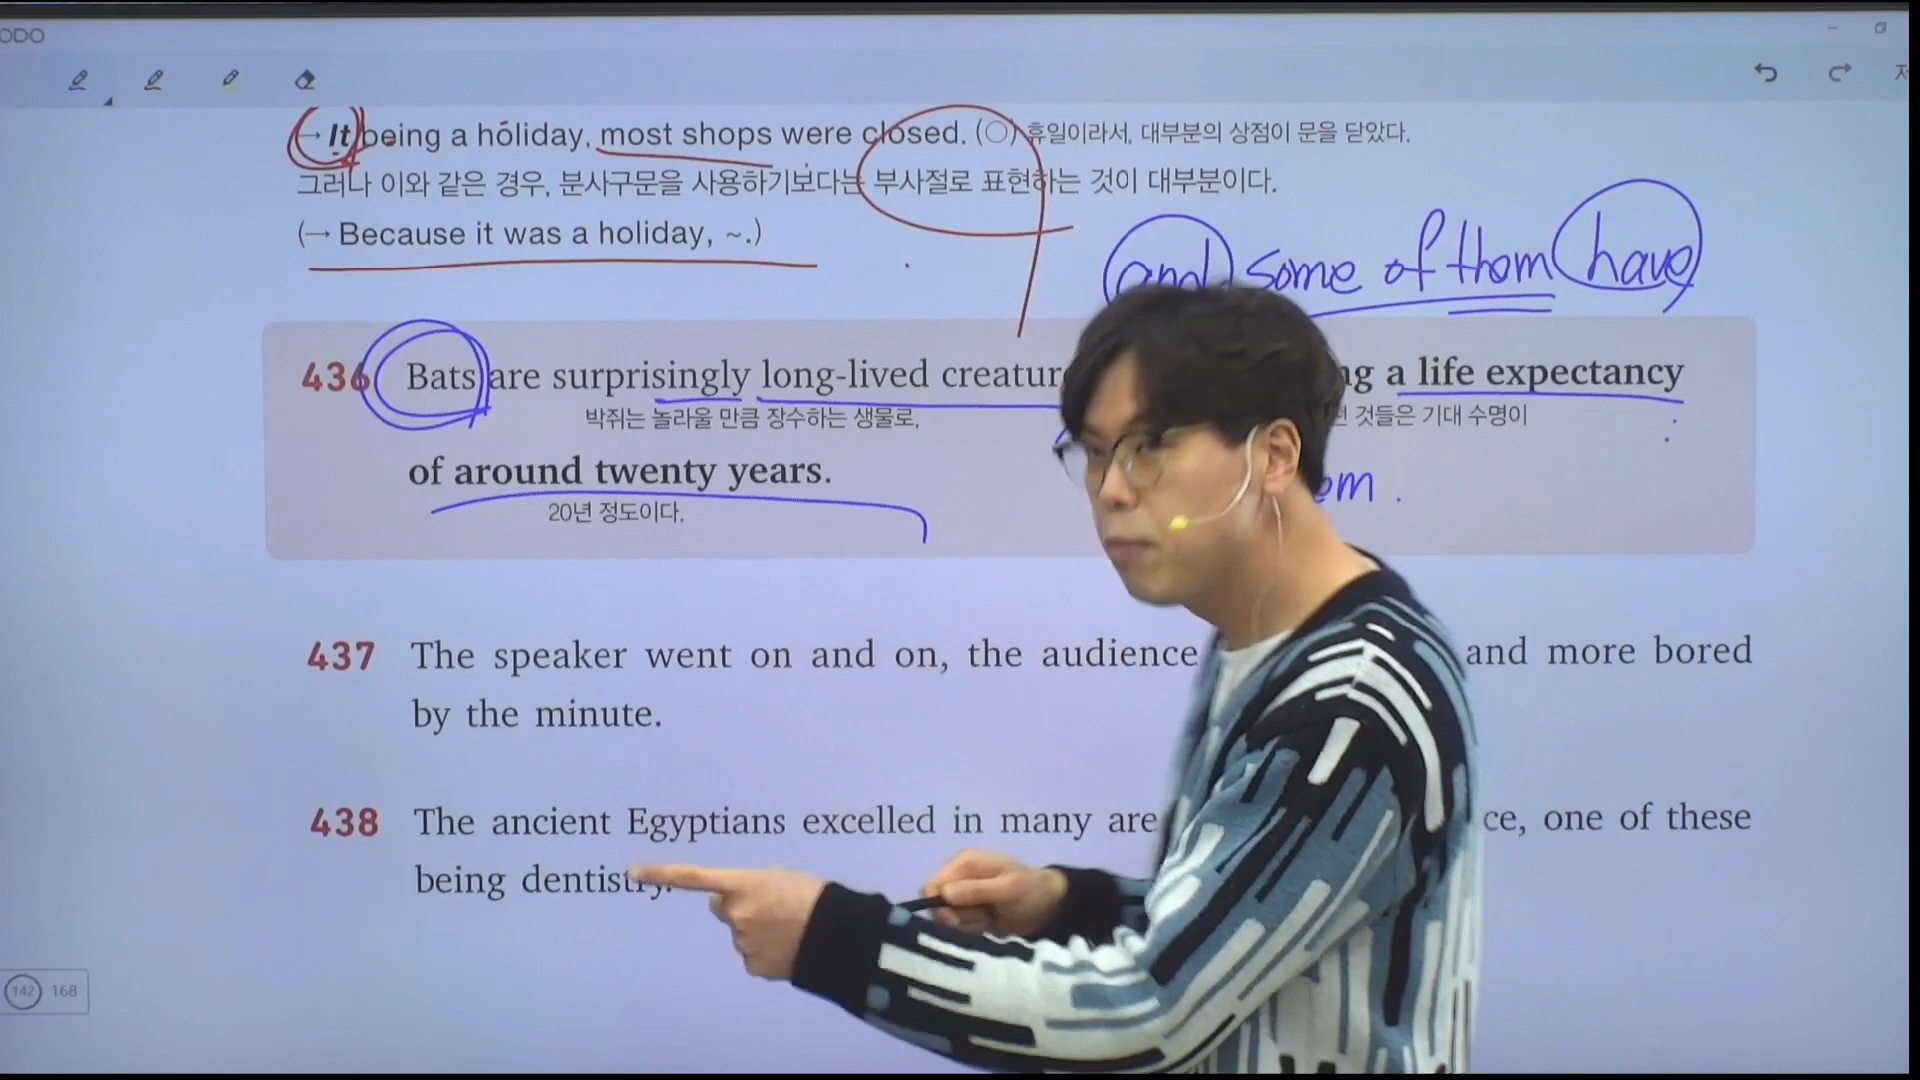 → It being a holiday, most shops were closed. (○) 휴일이라서, 대부분의 상점이 문을 닫았다.
그러나 이와 같은 경우, 분사구문을 사용하기보다는 부사절로 표현하는 것이 대부분이다.
(→ Because it was a holiday, ~.)
and some of them have
436 Bats are surprisingly long-lived a life expectancy
박쥐는 놀라울 만큼 장수하는 생물로, 것들은 기대 수명이
of around twenty years.
20년 정도이다.
437 The speaker went on and on, the audience and more bored
by the minute.
438 The ancient Egyptians excelled in many one of these
being dentistry.
142 168